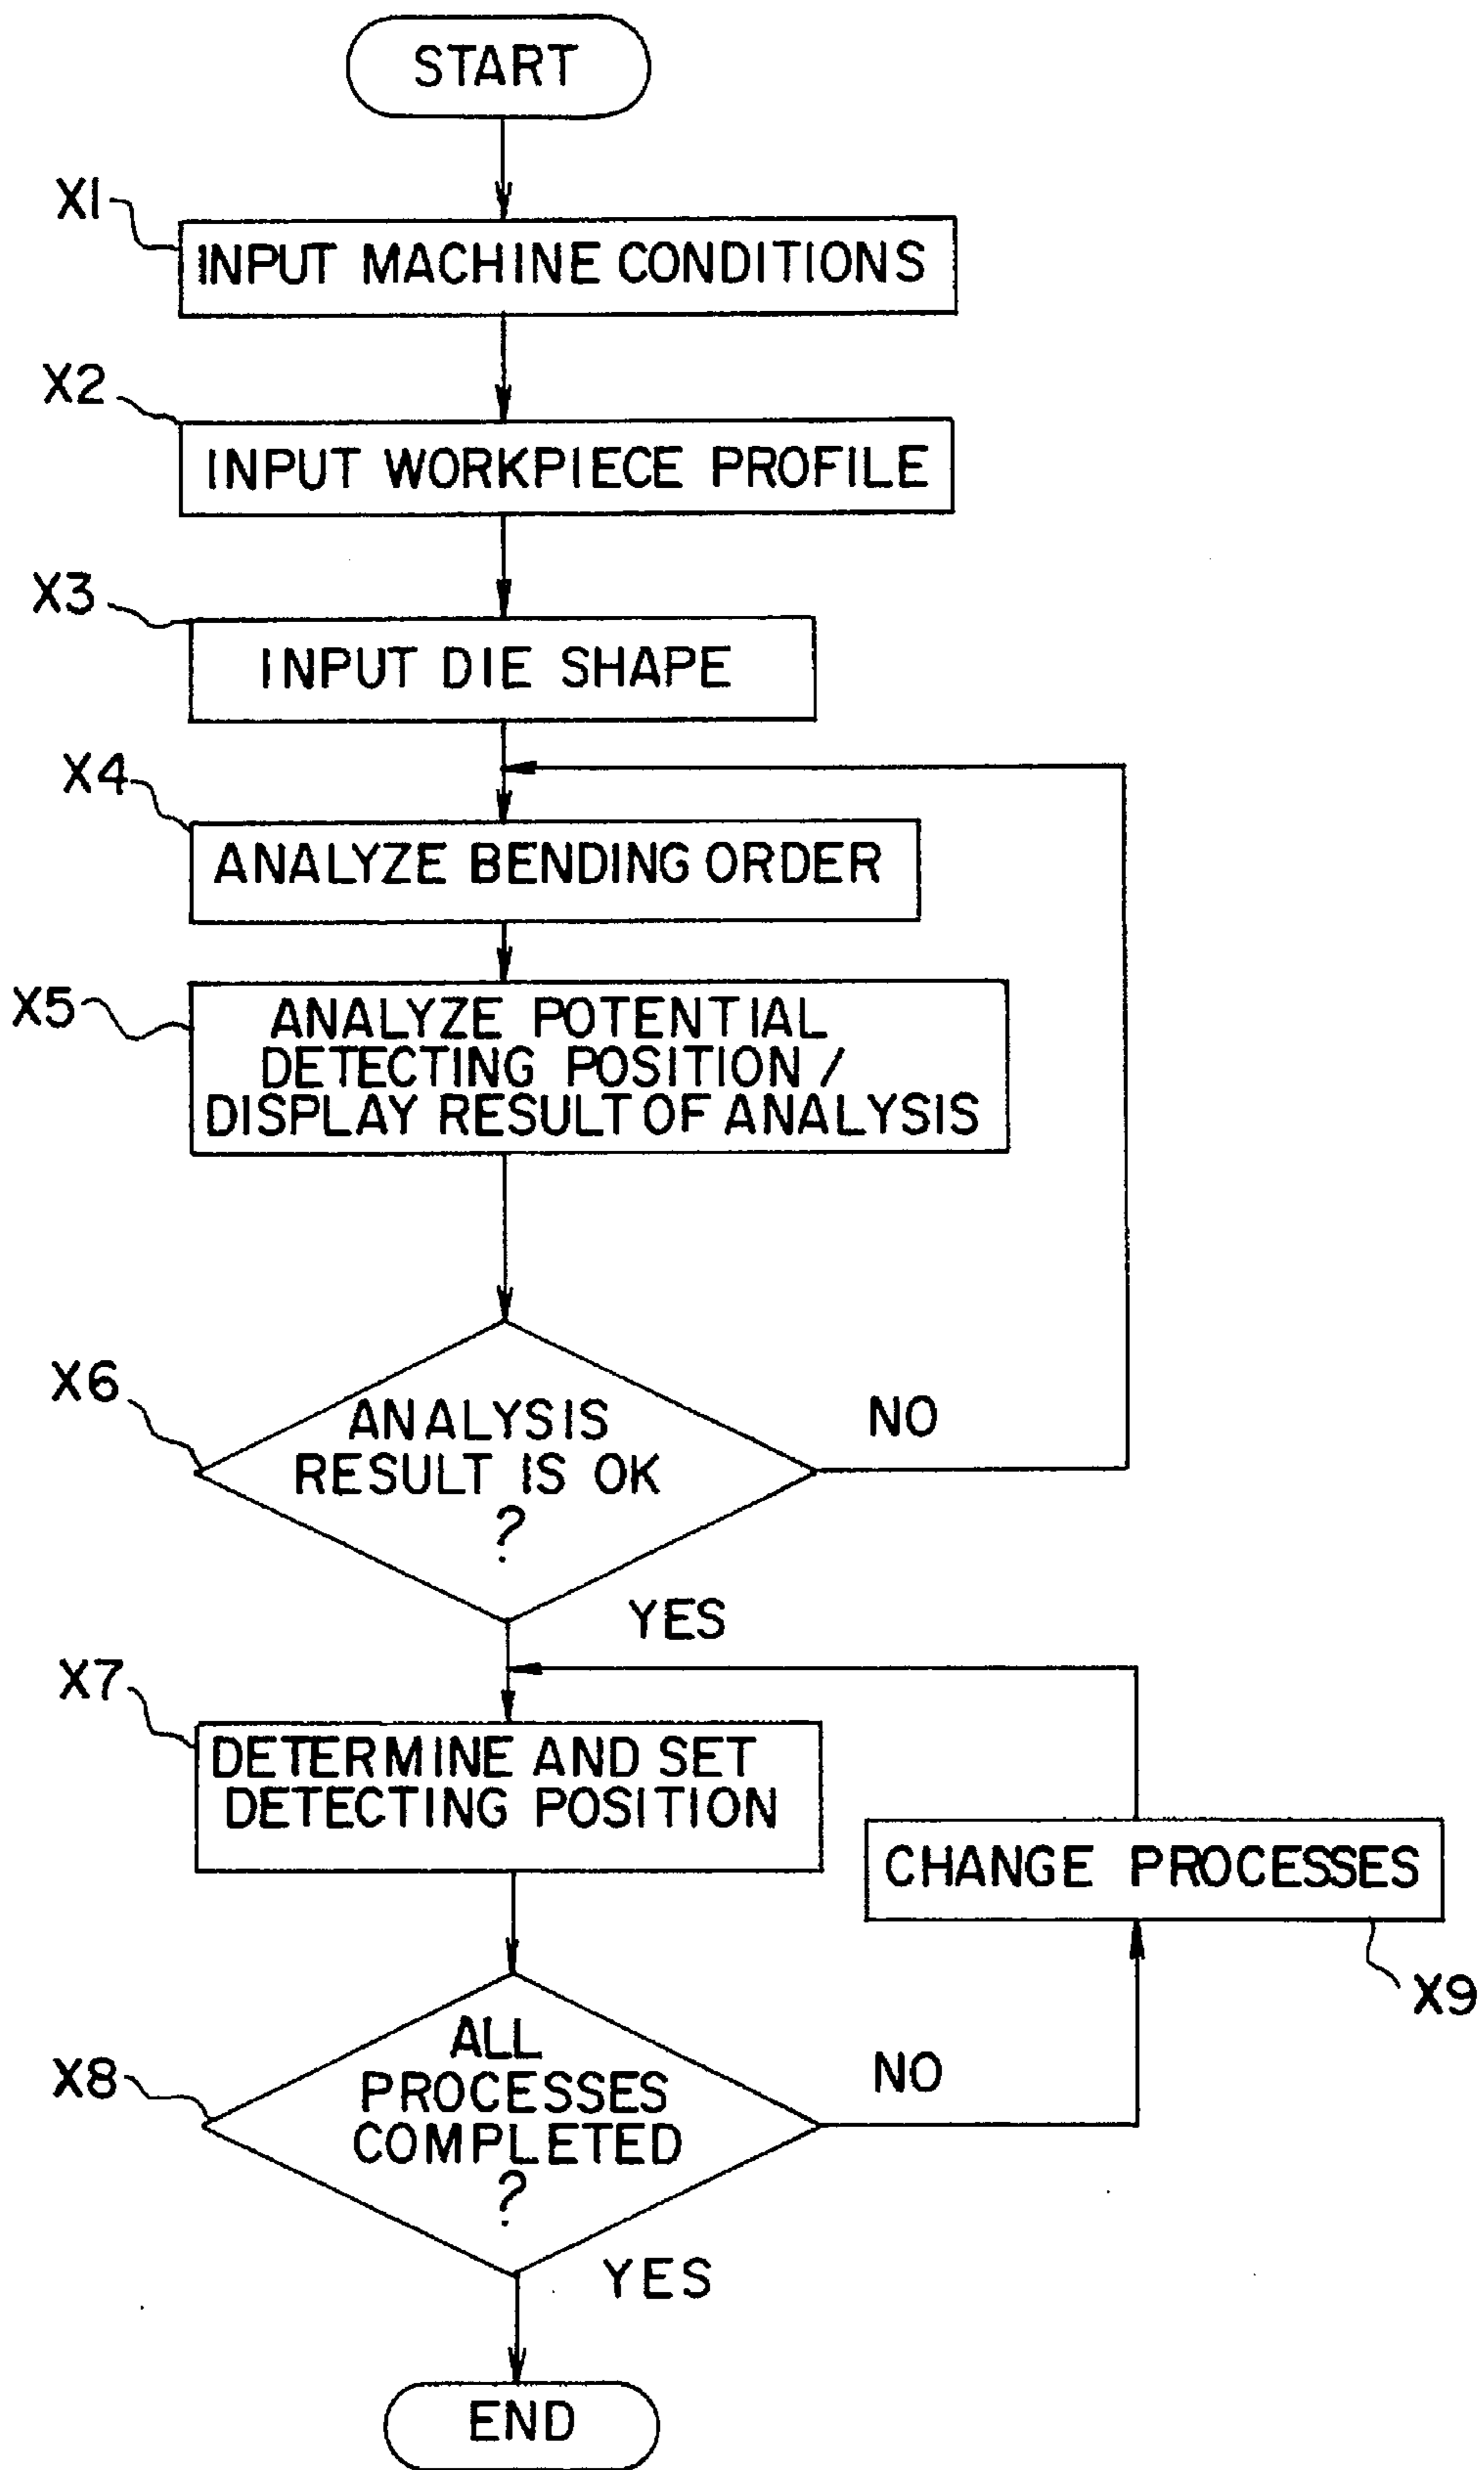 START
X1
INPUT MACHINE CONDITIONS
X2
INPUT WORKPIECE PROFILE
X3
INPUT DIE SHAPE
X4
ANALYZE BENDING ORDER
X5
ANALYZE POTENTIAL
DETECTING POSITION /
DISPLAY RESULT OF ANALYSIS
X6
ANALYSIS
RESULT IS OK
?
NO
YES
X7
DETERMINE AND SET
DETECTING POSITION
CHANGE PROCESSES
X9
X8
ALL
PROCESSES
COMPLETED
?
NO
YES
END